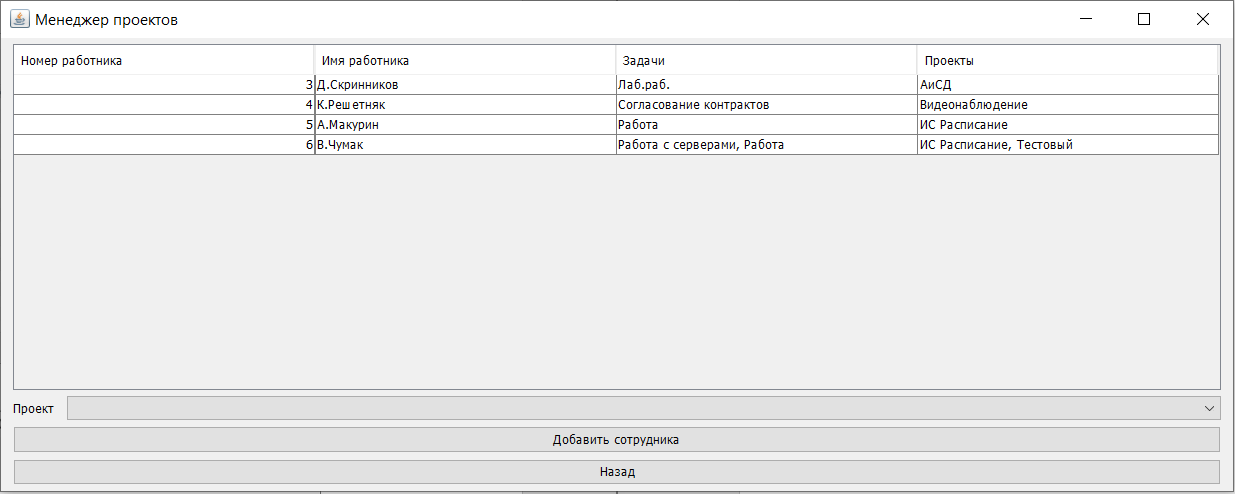 Менеджер проектов
Номер работника Имя работника Задачи Проекты
3 Д.Скринников Лаб.раб. АиСД
4 К.Решетняк Согласование контрактов Видеонаблюдение
5 А.Макурин Работа ИС Расписание
6 В.Чумак Работа с серверами, Работа ИС Расписание, Тестовый
Проект
Добавить сотрудника
Назад